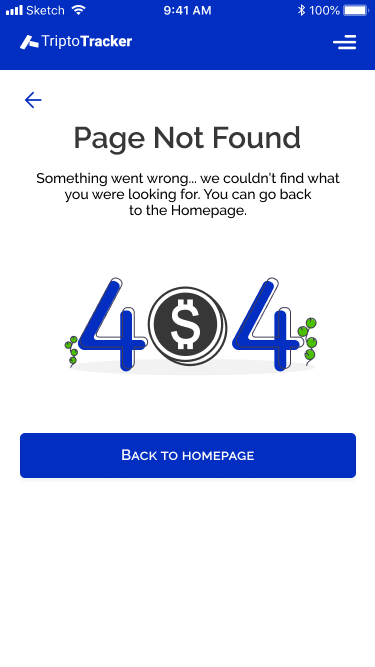 Sketch 9:41 AM 100%
TriptoTracker
Page Not Found
Something went wrong... we couldn't find what
you were looking for. You can go back
to the Homepage.
4 $ 4
Back to homepage